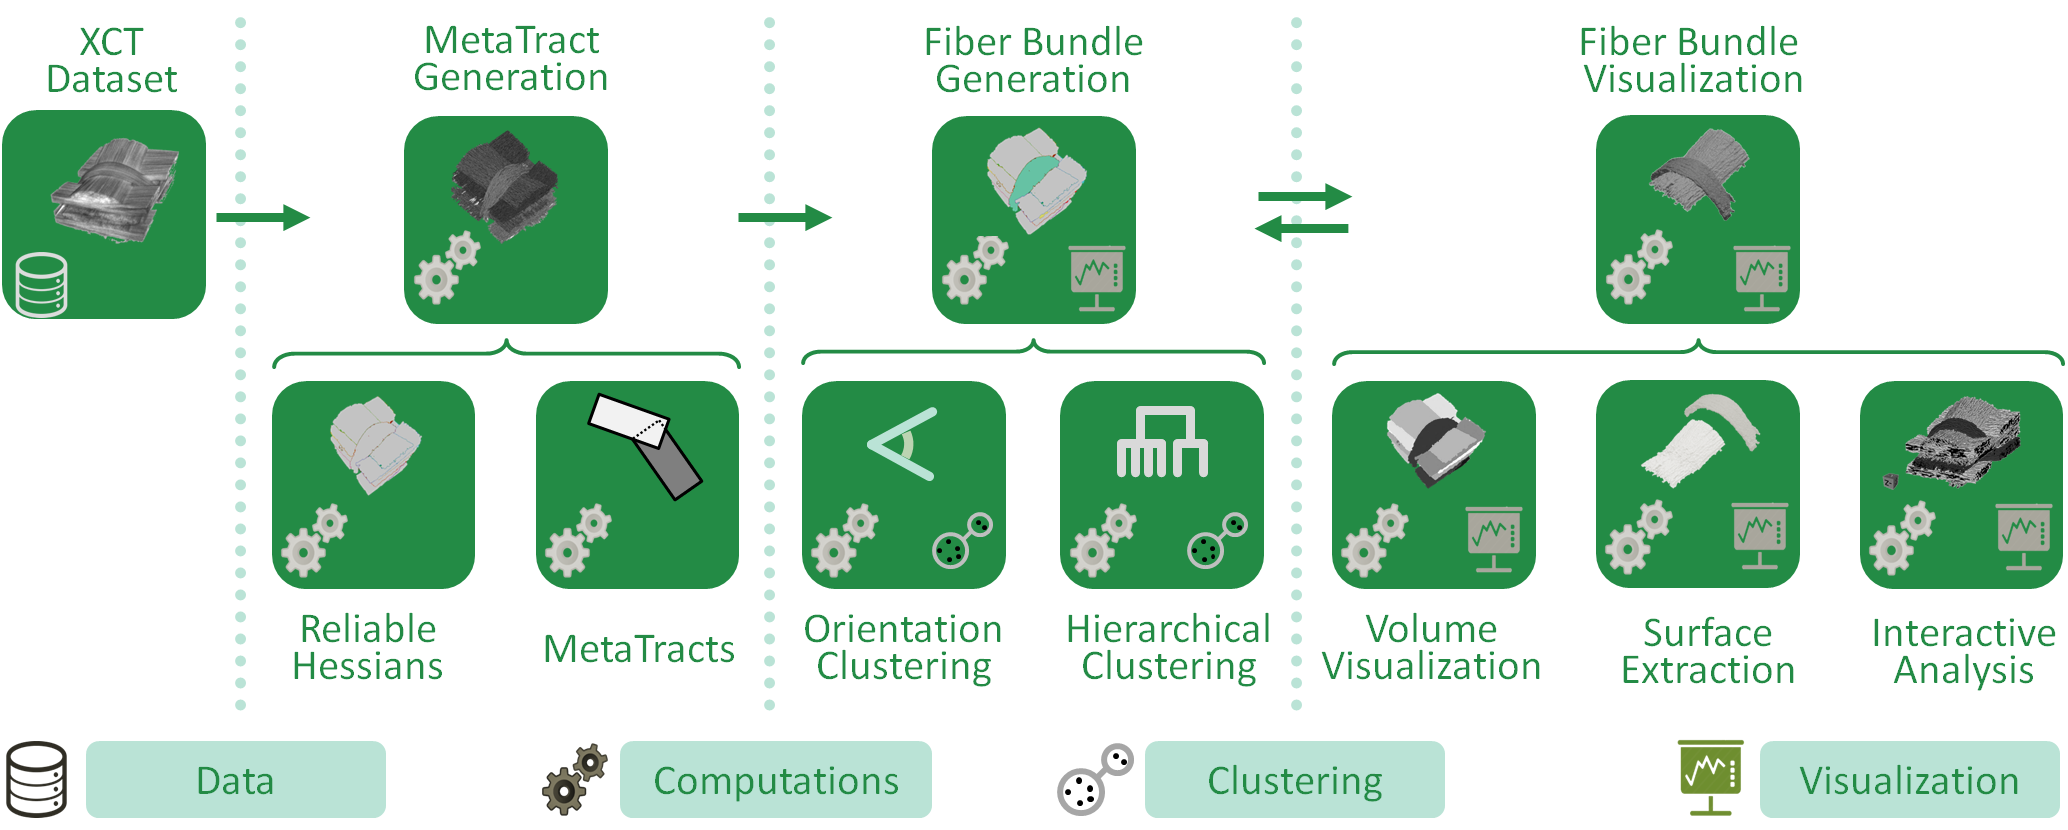 XCT
Dataset
MetaTract
Generation
Fiber Bundle
Generation
Fiber Bundle
Visualization
Reliable
Hessians
MetaTracts
Orientation
Clustering
Hierarchical
Clustering
Volume
Visualization
Surface
Extraction
Interactive
Analysis
Data
Computations
Clustering
Visualization